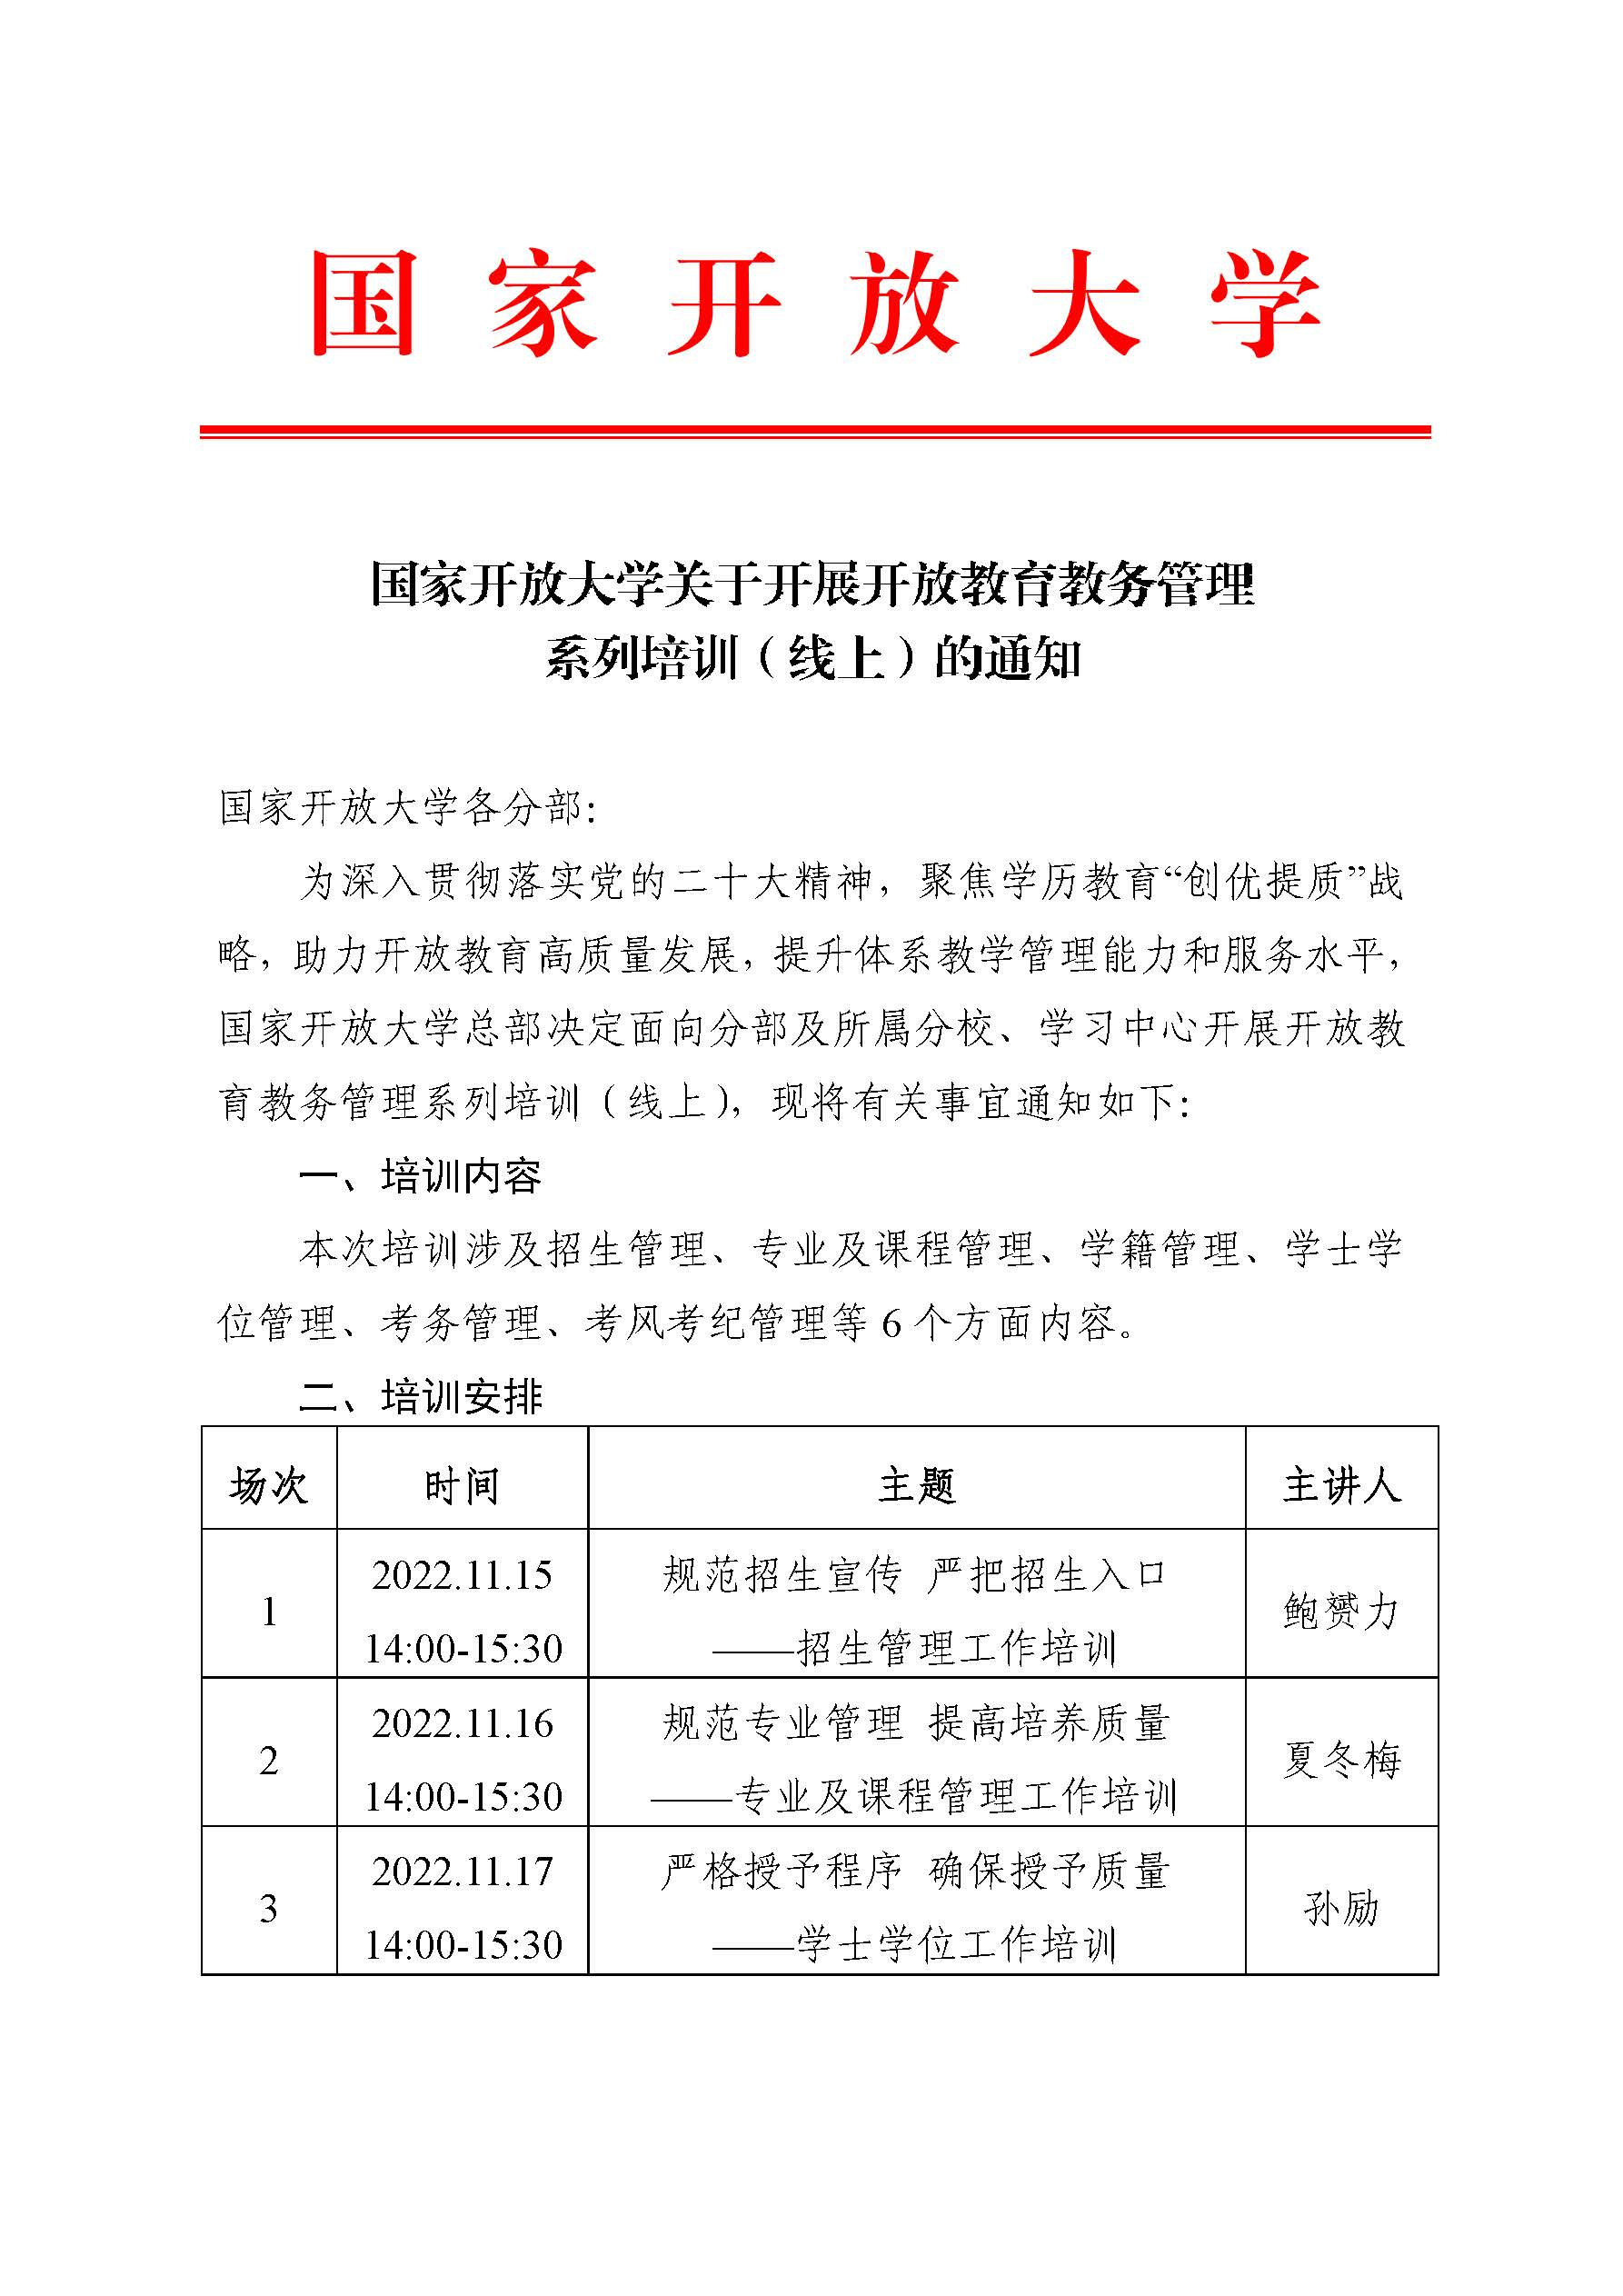 国家开放大学
国家开放大学关于开展开放教育教务管理
系列培训（线上）的通知
国家开放大学各分部：
为深入贯彻落实党的二十大精神，聚焦学历教育“创优提质”战
略，助力开放教育高质量发展，提升体系教学管理能力和服务水平，
国家开放大学总部决定面向分部及所属分校、学习中心开展开放教
育教务管理系列培训（线上），现将有关事宜通知如下：
一、培训内容
本次培训涉及招生管理、专业及课程管理、学籍管理、学士学
位管理、考务管理、考风考纪管理等 6 个方面内容。
二、培训安排
场次 时间 主题 主讲人
1
2022.11.15
14:00-15:30
规范招生宣传 严把招生入口
——招生管理工作培训
鲍赟力
2
2022.11.16
14:00-15:30
规范专业管理 提高培养质量
——专业及课程管理工作培训
夏冬梅
3
2022.11.17
14:00-15:30
严格授予程序 确保授予质量
——学士学位工作培训
孙励